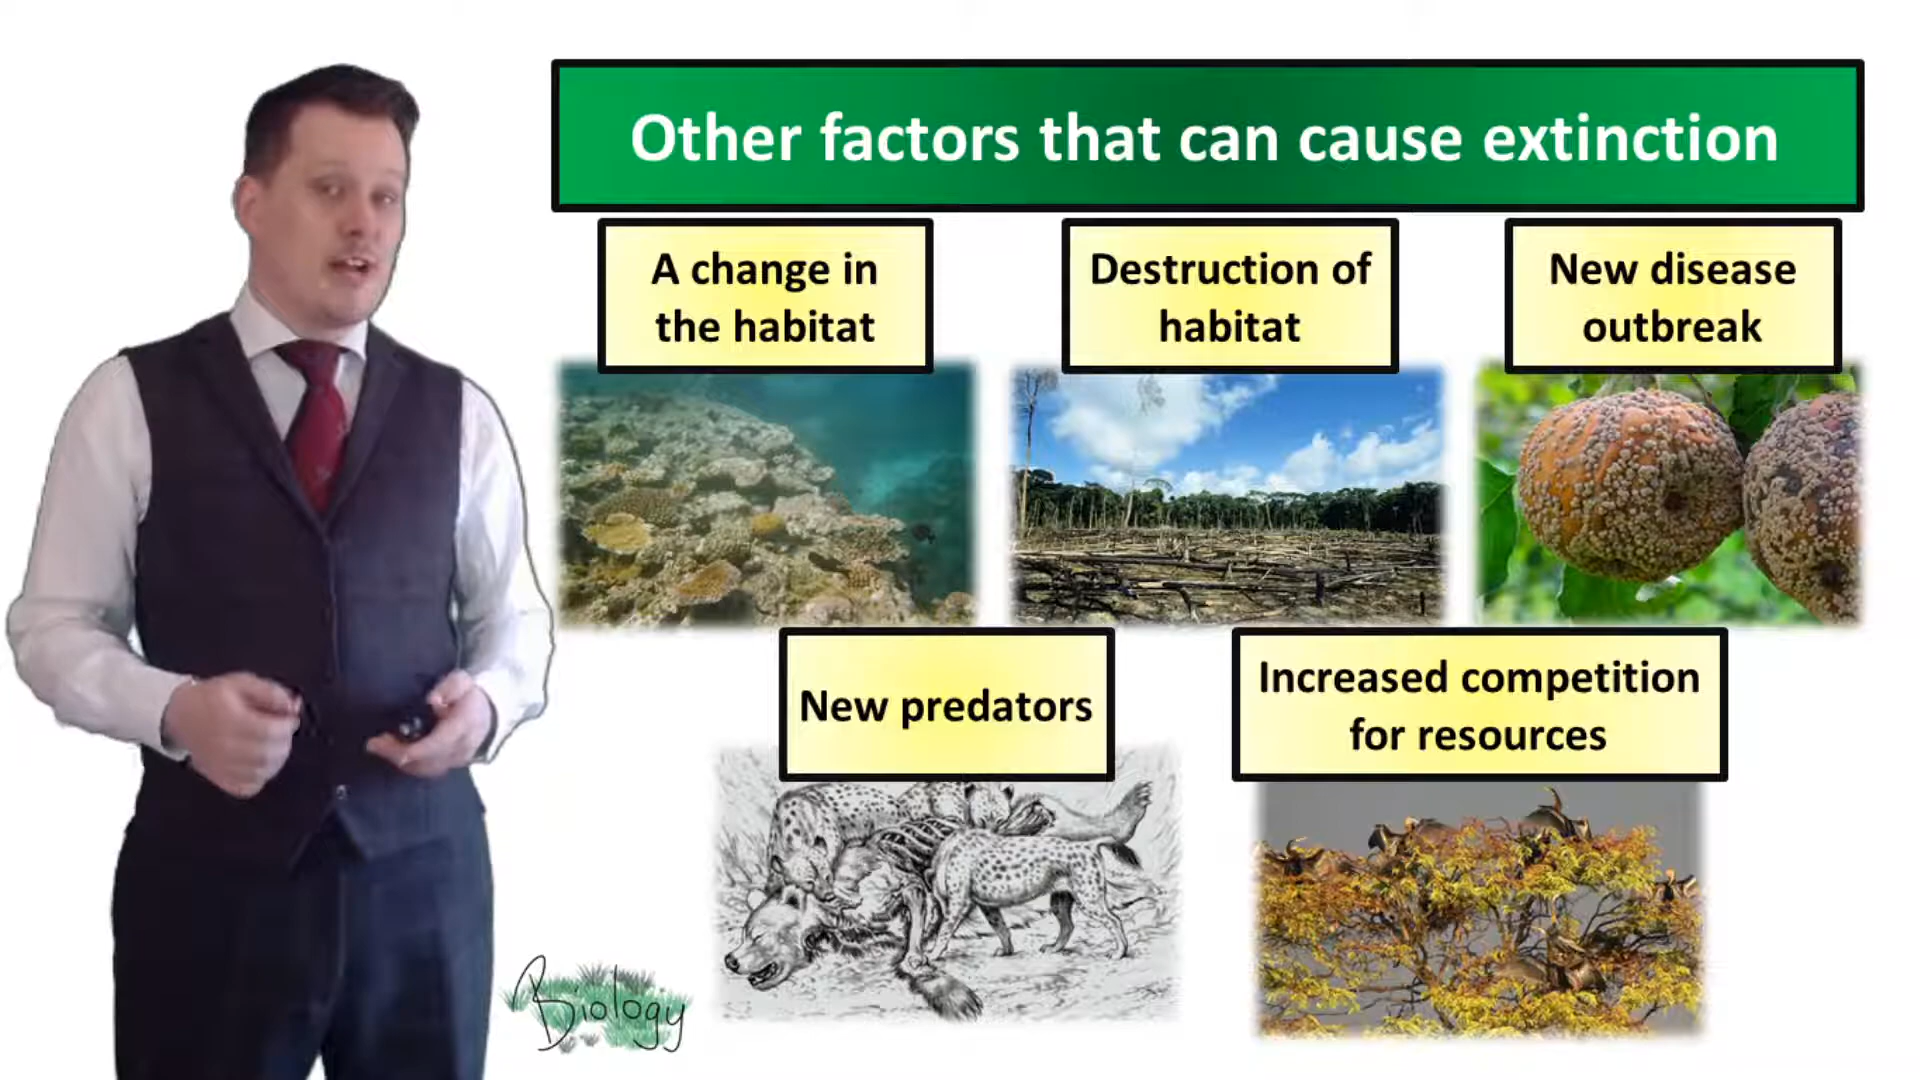 Other factors that can cause extinction
A change in
the habitat
Destruction of
habitat
New disease
outbreak
New predators
Increased competition
for resources
Biology